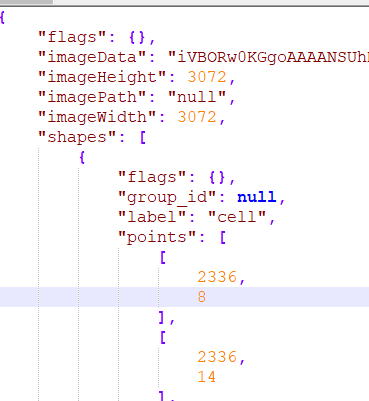 {
"flags": {},
"imageData": "iVBORw0KGgoAAAANSUh
"imageHeight": 3072,
"imagePath": "null",
"imageWidth": 3072,
"shapes": [
{
"flags": {},
"group_id": null,
"label": "cell",
"points": [
[
2336,
8
],
[
2336,
14
],